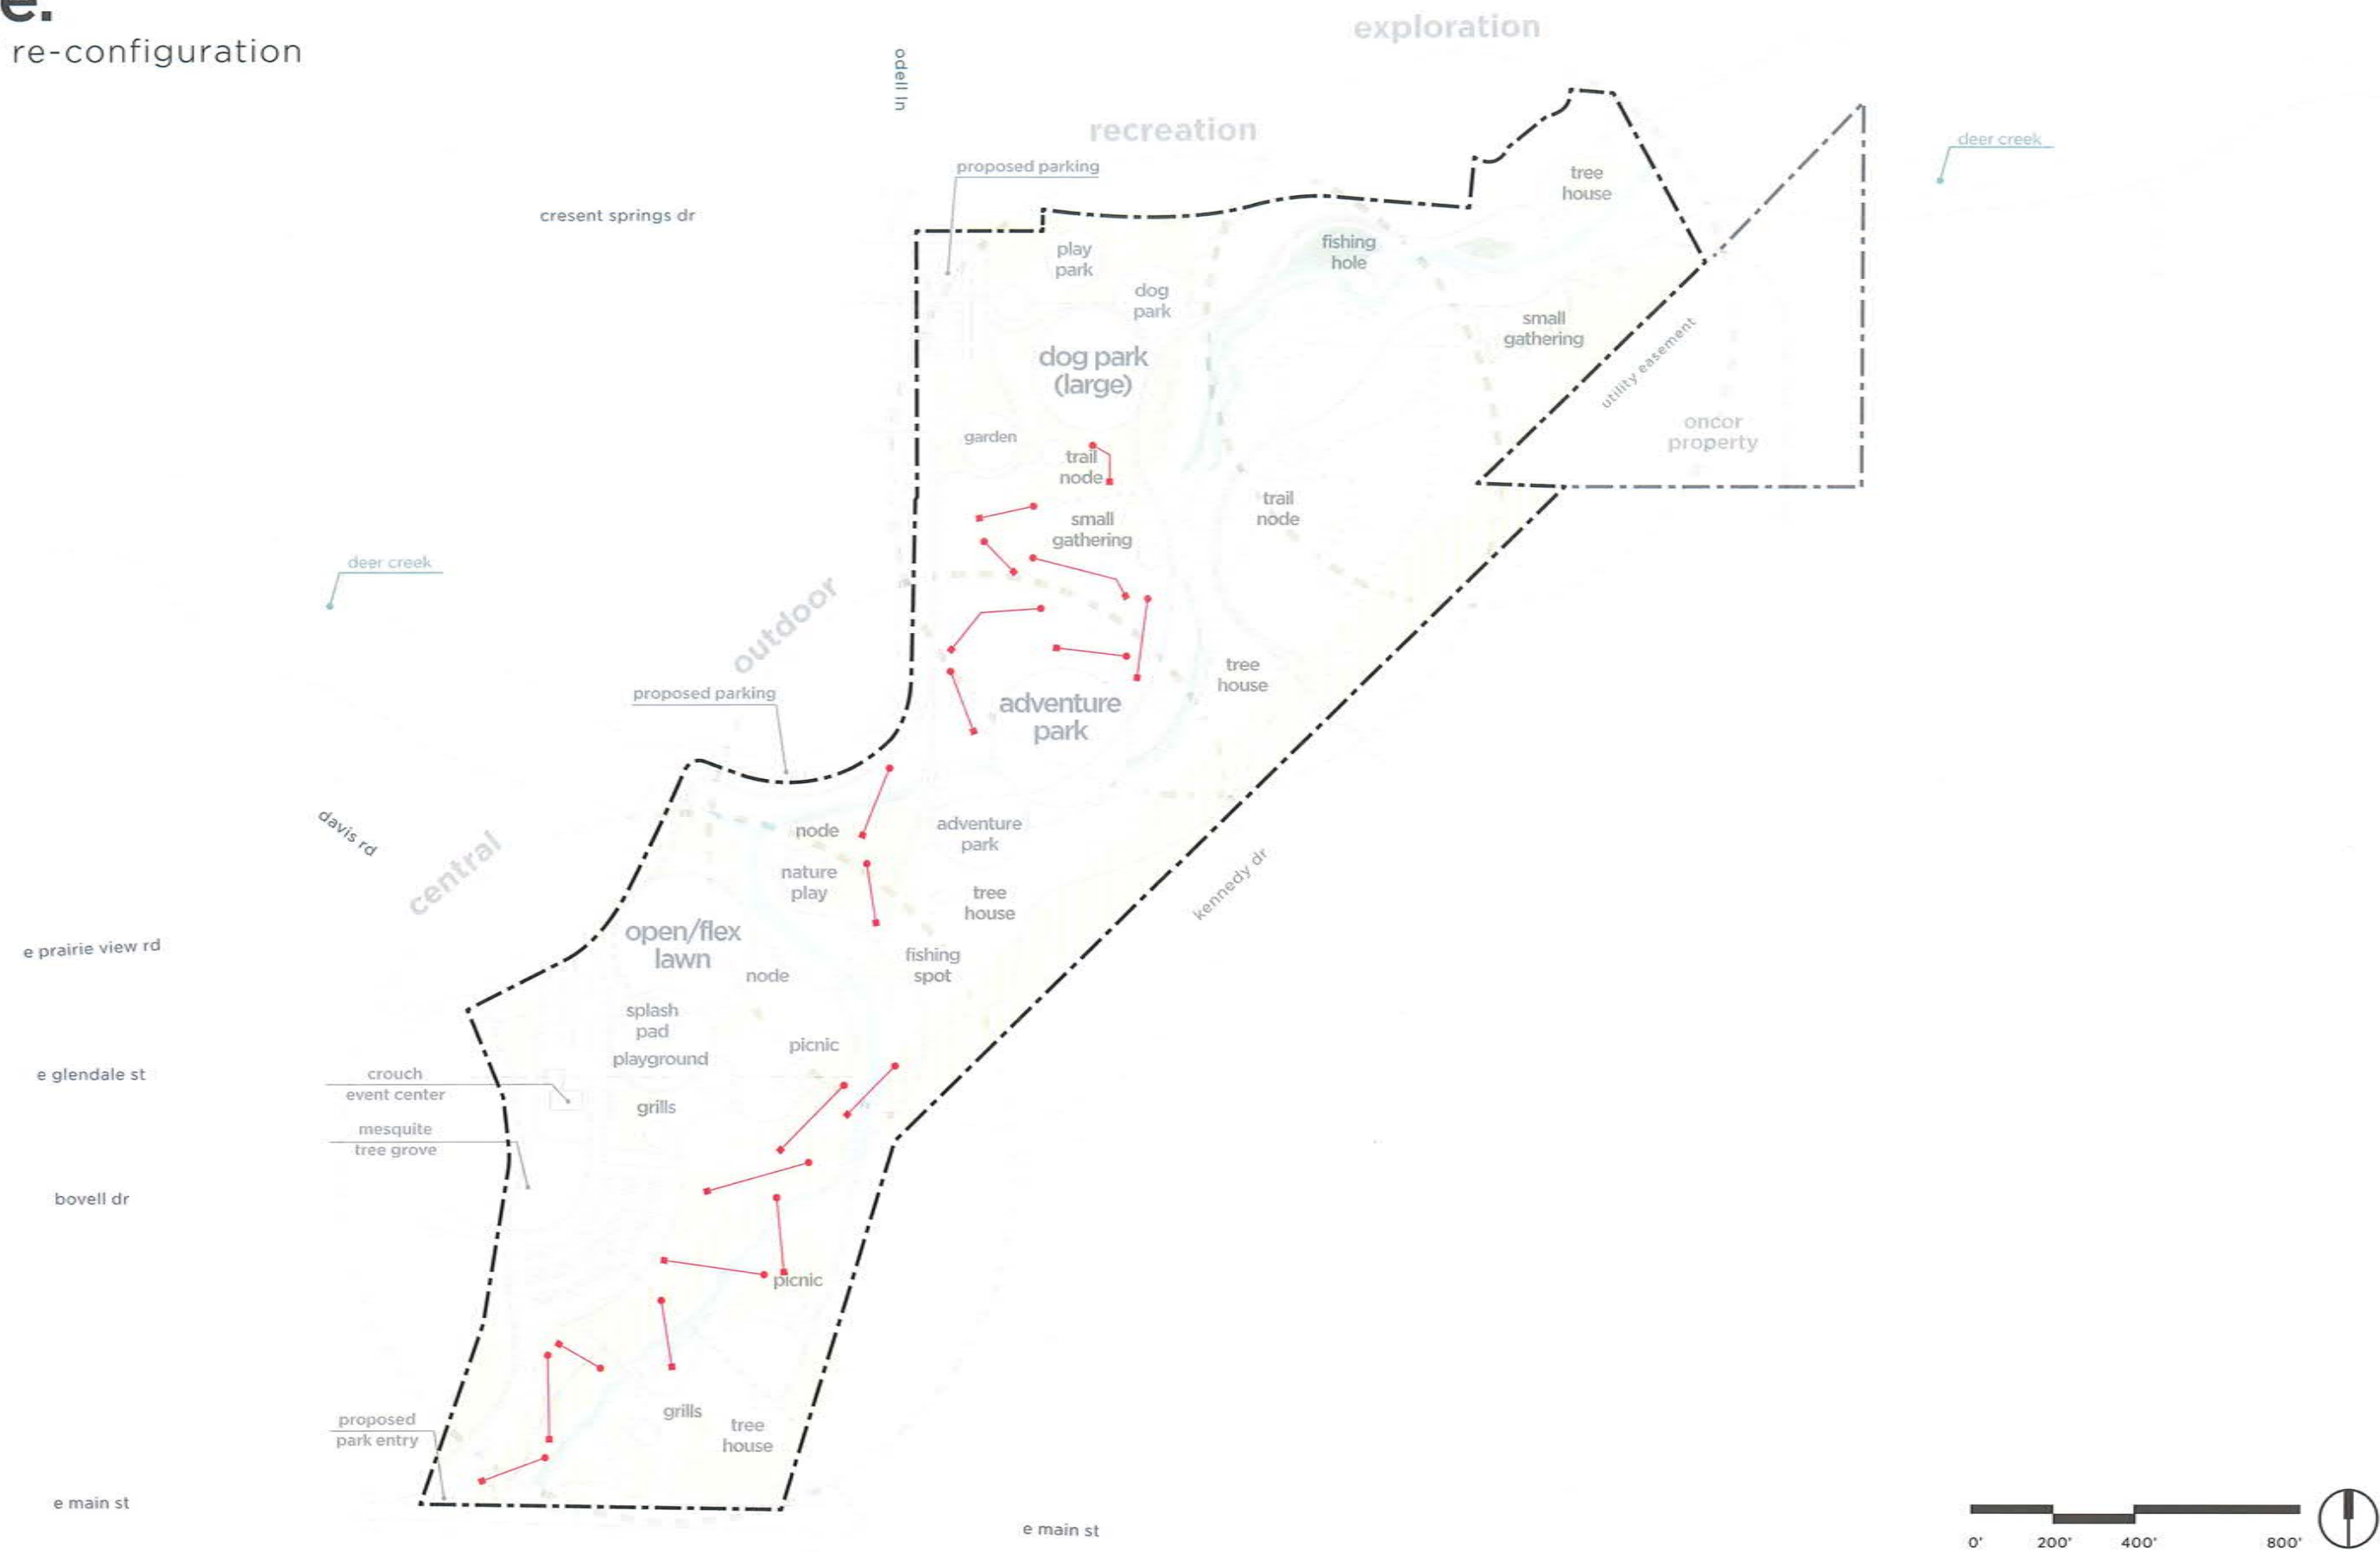 e.
re-configuration
exploration
odell ln
recreation
deer creek
proposed parking
tree
house
cresent springs dr
play
park
fishing
hole
dog
park
small
gathering
utility easement
dog park
(large)
oncor
property
garden
trail
node
trail
node
small
gathering
deer creek
outdoor
tree
house
proposed parking
adventure
park
davis rd
node
adventure
park
central
nature
play
kennedy dr
tree
house
open/flex
lawn
e prairie view rd
fishing
spot
node
splash
pad
picnic
playground
e glendale st
crouch
event center
grills
mesquite
tree grove
bovell dr
picnic
grills
tree
house
proposed
park entry
e main st
e main st
0' 200' 400' 800'